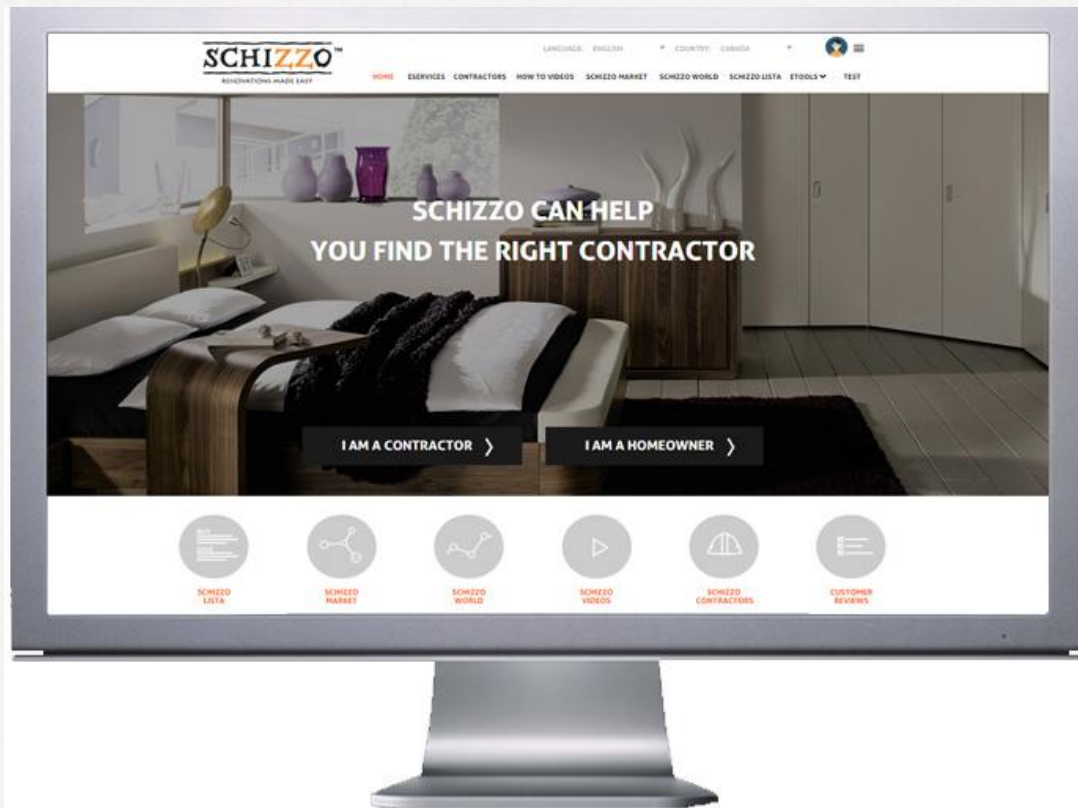 SCHIZZO™
RENOVATIONS MADE EASY
LANGUAGE: ENGLISH COUNTRY: CANADA
HOME ESERVICES CONTRACTORS HOW TO VIDEOS SCHIZZO MARKET SCHIZZO WORLD SCHIZZO LISTA ETOOLS TEST
SCHIZZO CAN HELP
YOU FIND THE RIGHT CONTRACTOR
I AM A CONTRACTOR
I AM A HOMEOWNER
SCHIZZO
LISTA
SCHIZZO
MARKET
SCHIZZO
WORLD
SCHIZZO
VIDEOS
SCHIZZO
CONTRACTORS
CUSTOMER
REVIEWS